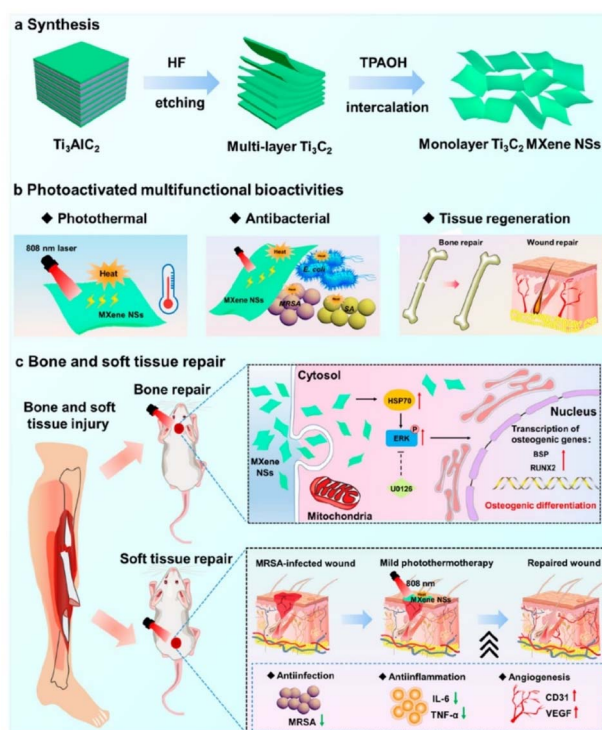 a Synthesis
HF
etching
TPAOH
intercalation
Ti3AlC2
Multi-layer Ti3C2
Monolayer Ti3C2 MXene NSs
b Photoactivated multifunctional bioactivities
◆ Photothermal
◆ Antibacterial
◆ Tissue regeneration
808 nm laser
Heat
MXene NSs
Heat
E. coli
MRSA
SA
MXene NSs
Bone repair
Wound repair
c Bone and soft tissue repair
Bone repair
Bone and soft
tissue injury
Soft tissue repair
Cytosol
MXene
NSs
HSP70
P
ERK
U0126
Mitochondria
Nucleus
Transcription of
osteogenic genes:
BSP
RUNX2
Osteogenic differentiation
MRSA-infected wound
Mild photothermotherapy
Repaired wound
808 nm
Heat
MXene NSs
◆ Antiinfection
MRSA
◆ Antiinflammation
IL-6
TNF-α
◆ Angiogenesis
CD31
VEGF